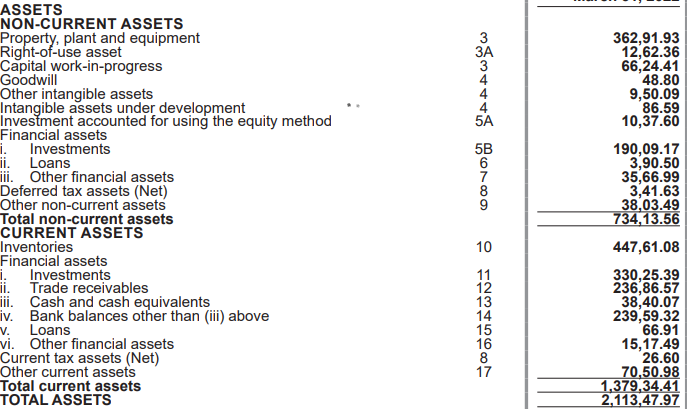 ASSETS
NON-CURRENT ASSETS
Property, plant and equipment 3 362,91.93
Right-of-use asset 3A 12,62.36
Capital work-in-progress 3 66,24.41
Goodwill 4 48.80
Other intangible assets 4 9,50.09
Intangible assets under development 4 86.59
Investment accounted for using the equity method 5A 10,37.60
Financial assets
i. Investments 5B 190,09.17
ii. Loans 6 3,90.50
iii. Other financial assets 7 35,66.99
Deferred tax assets (Net) 8 3,41.63
Other non-current assets 9 38,03.49
Total non-current assets 734,13.56
CURRENT ASSETS
Inventories 10 447,61.08
Financial assets
i. Investments 11 330,25.39
ii. Trade receivables 12 236,86.57
iii. Cash and cash equivalents 13 38,40.07
iv. Bank balances other than (iii) above 14 239,59.32
v. Loans 15 66.91
vi. Other financial assets 16 15,17.49
Current tax assets (Net) 8 26.60
Other current assets 17 70,50.98
Total current assets 1,379,34.41
TOTAL ASSETS 2,113,47.97